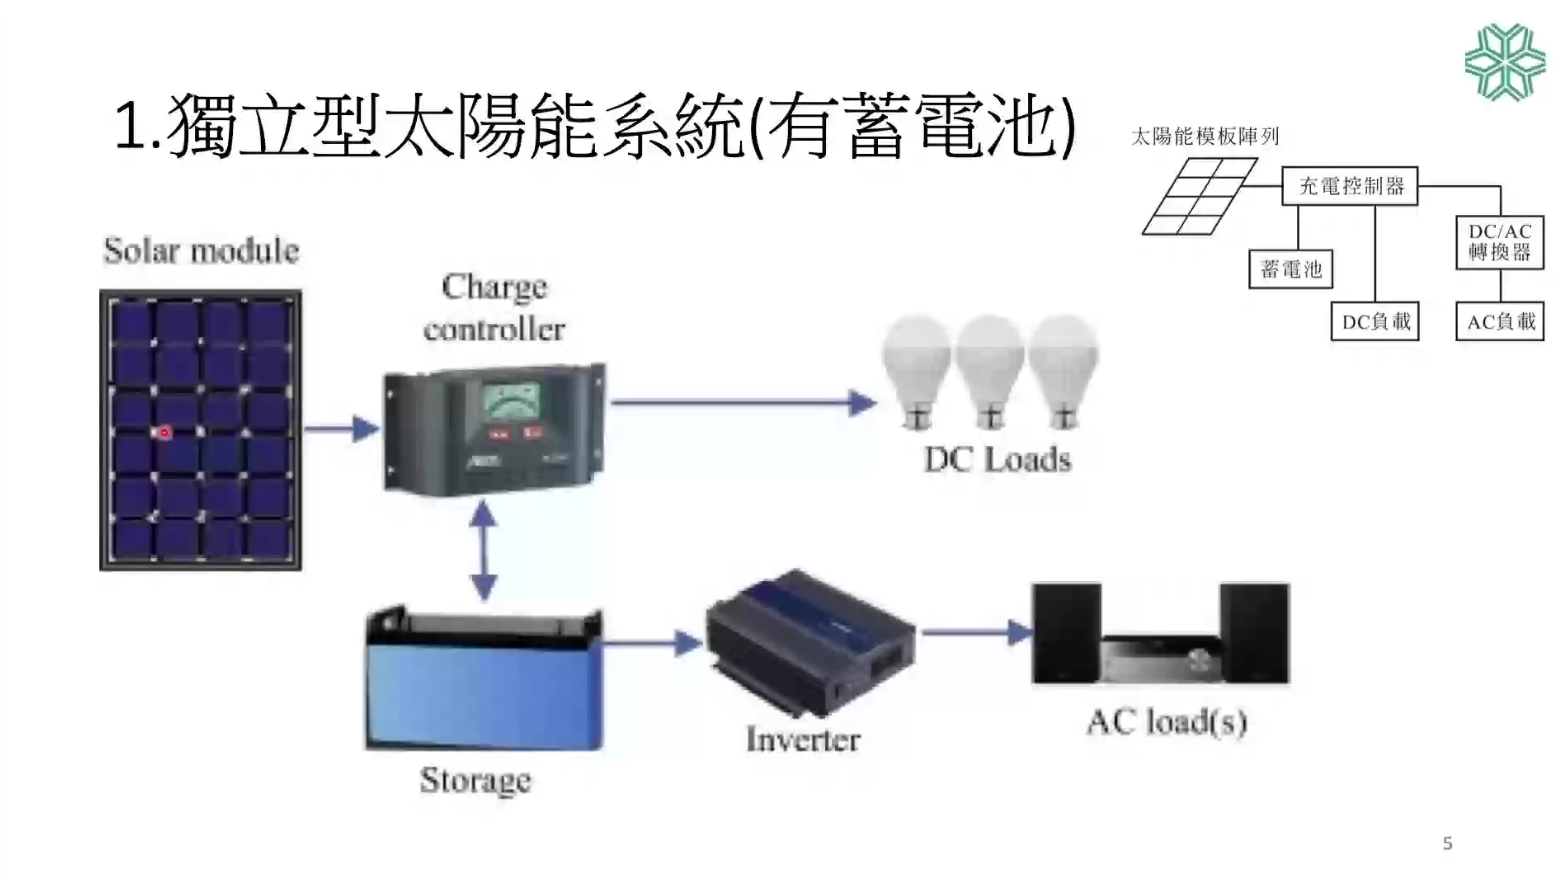 1.獨立型太陽能系統(有蓄電池)
太陽能模板陣列
充電控制器
DC/AC
轉換器
蓄電池
DC負載
AC負載
Solar module
Charge
controller
DC Loads
Storage
Inverter
AC load(s)
5